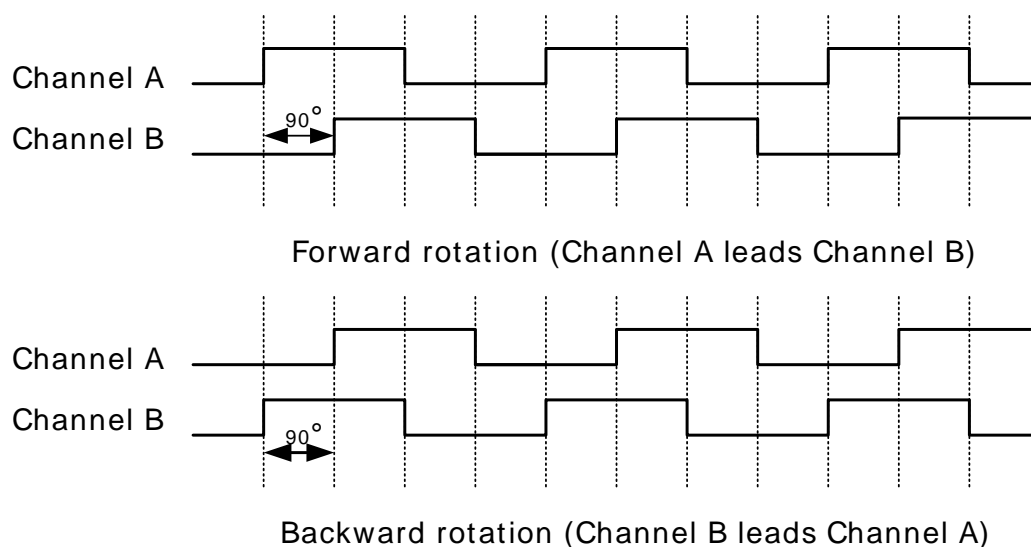 Channel A
90°
Channel B
Forward rotation (Channel A leads Channel B)
Channel A
Channel B
90°
Backward rotation (Channel B leads Channel A)